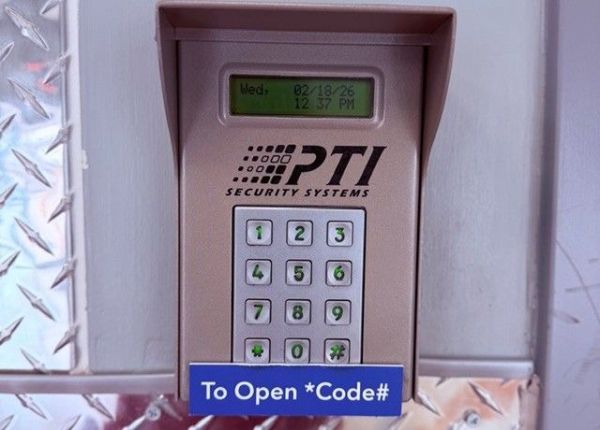 Wed, 02/18/26
12 37 PM
PTI
SECURITY SYSTEMS
1 2 3
4 5 6
7 8 9
* 0 #
To Open *Code#